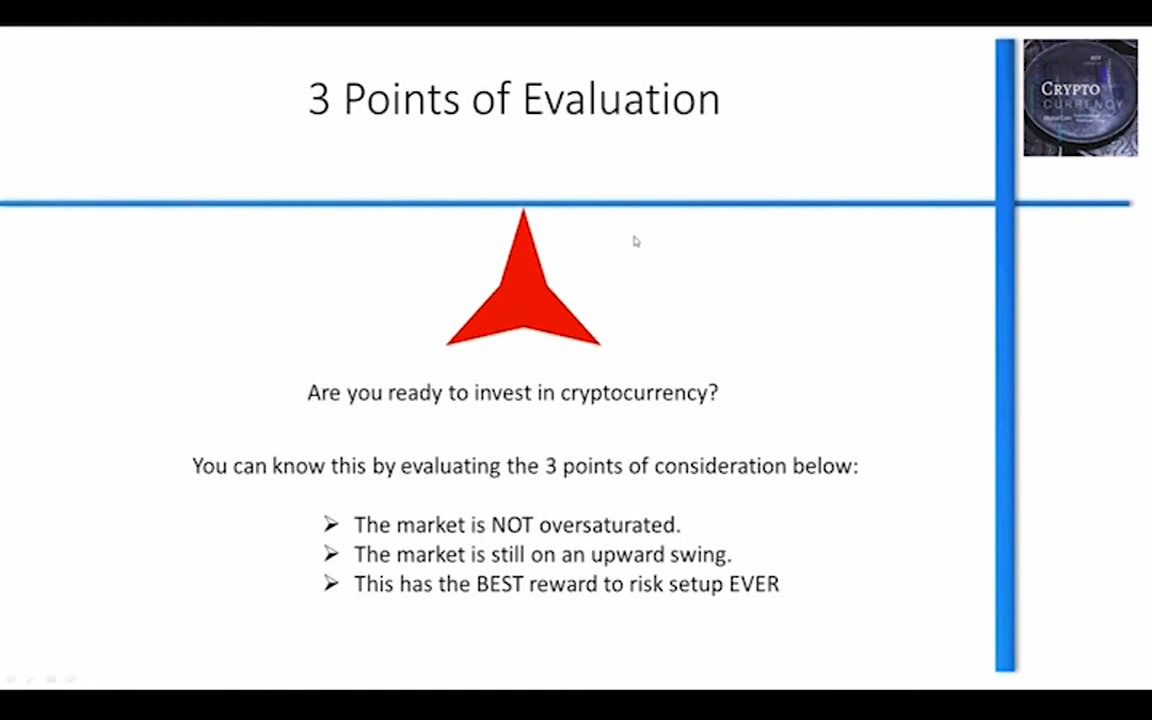 3 Points of Evaluation
CRYPTO
CURRENCY
Are you ready to invest in cryptocurrency?
You can know this by evaluating the 3 points of consideration below:
➢ The market is NOT oversaturated.
➢ The market is still on an upward swing.
➢ This has the BEST reward to risk setup EVER